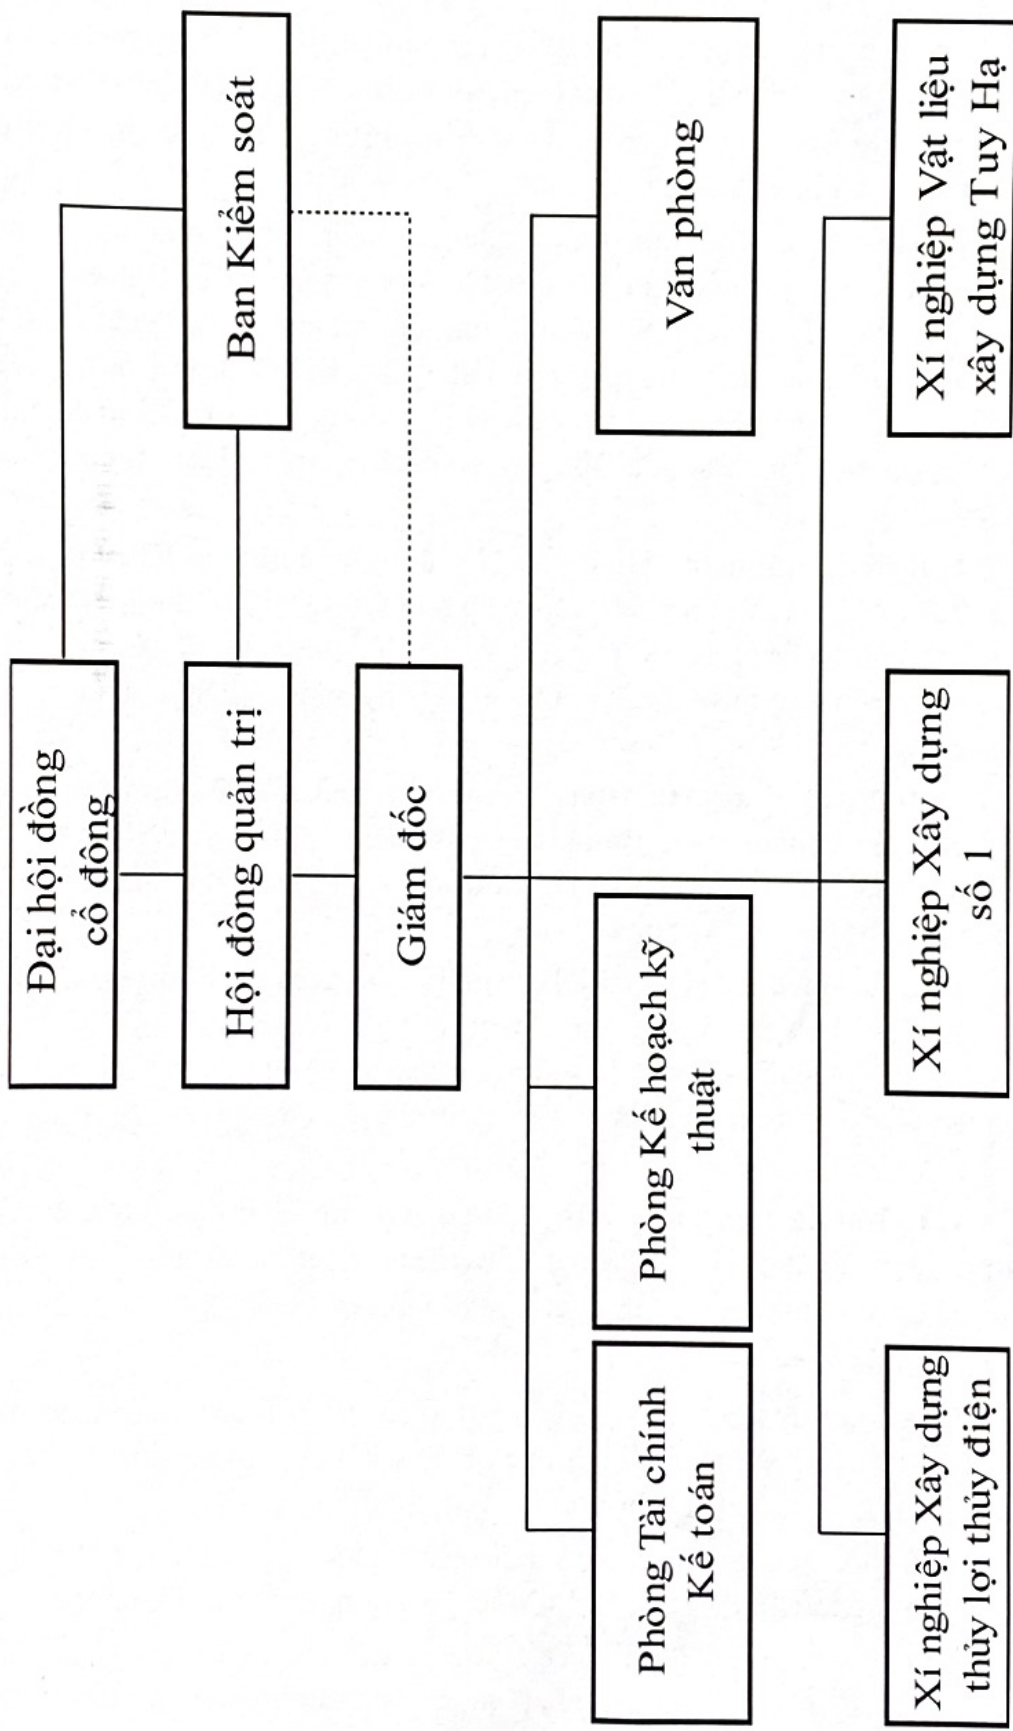 Đại hội đồng
cổ đông
Ban Kiểm soát
Hội đồng quản trị
Giám đốc
Phòng Tài chính
Kế toán
Phòng Kế hoạch kỹ
thuật
Văn phòng
Xí nghiệp Xây dựng
thủy lợi thủy điện
Xí nghiệp Xây dựng
số 1
Xí nghiệp Vật liệu
xây dựng Tuy Hạ